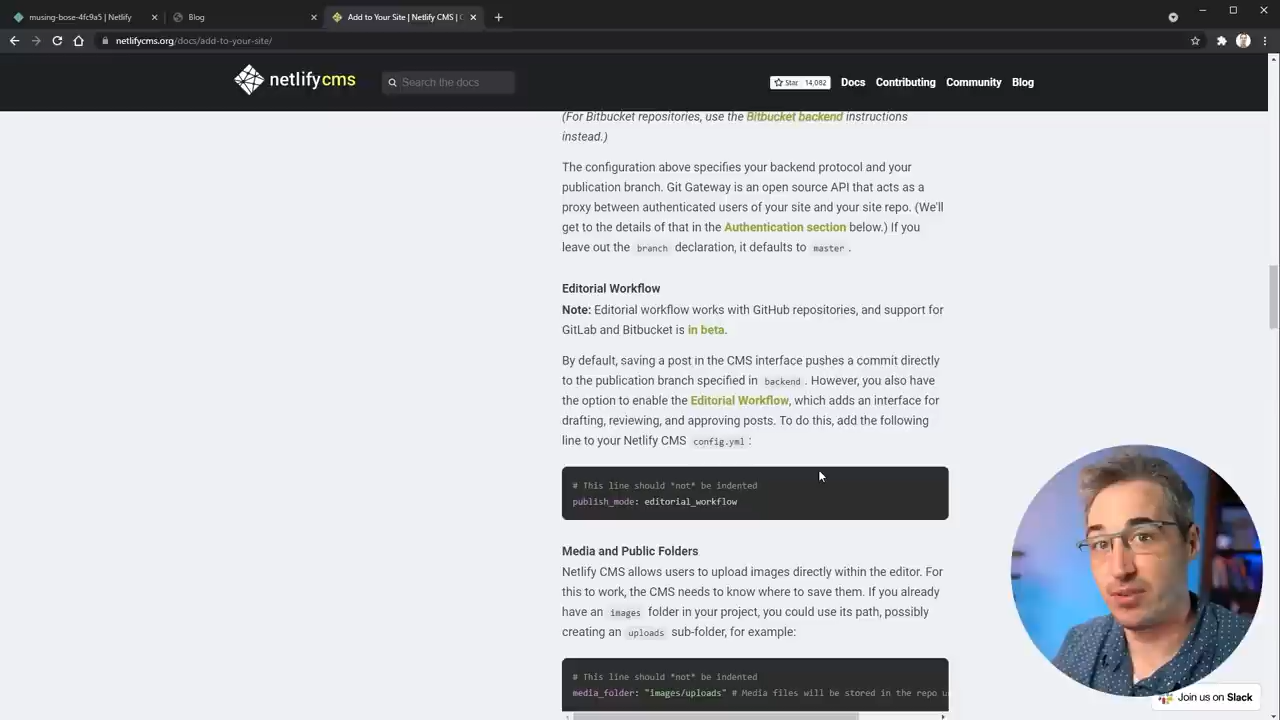 musing-bose-4fc9a5 | Netlify
Blog
Add to Your Site | Netlify CMS | C
netlifycms.org/docs/add-to-your-site/
netlifycms
Search the docs
Star 14,082
Docs
Contributing
Community
Blog
(For Bitbucket repositories, use the Bitbucket backend instructions
instead.)
The configuration above specifies your backend protocol and your
publication branch. Git Gateway is an open source API that acts as a
proxy between authenticated users of your site and your site repo. (We'll
get to the details of that in the Authentication section below.) If you
leave out the branch declaration, it defaults to master.
Editorial Workflow
Note: Editorial workflow works with GitHub repositories, and support for
GitLab and Bitbucket is in beta.
By default, saving a post in the CMS interface pushes a commit directly
to the publication branch specified in backend. However, you also have
the option to enable the Editorial Workflow, which adds an interface for
drafting, reviewing, and approving posts. To do this, add the following
line to your Netlify CMS config.yml:
# This line should *not* be indented
publish_mode: editorial_workflow
Media and Public Folders
Netlify CMS allows users to upload images directly within the editor. For
this to work, the CMS needs to know where to save them. If you already
have an images folder in your project, you could use its path, possibly
creating an uploads sub-folder, for example:
# This line should *not* be indented
media_folder: "images/uploads" # Media files will be stored in the repo u
Join us on Slack